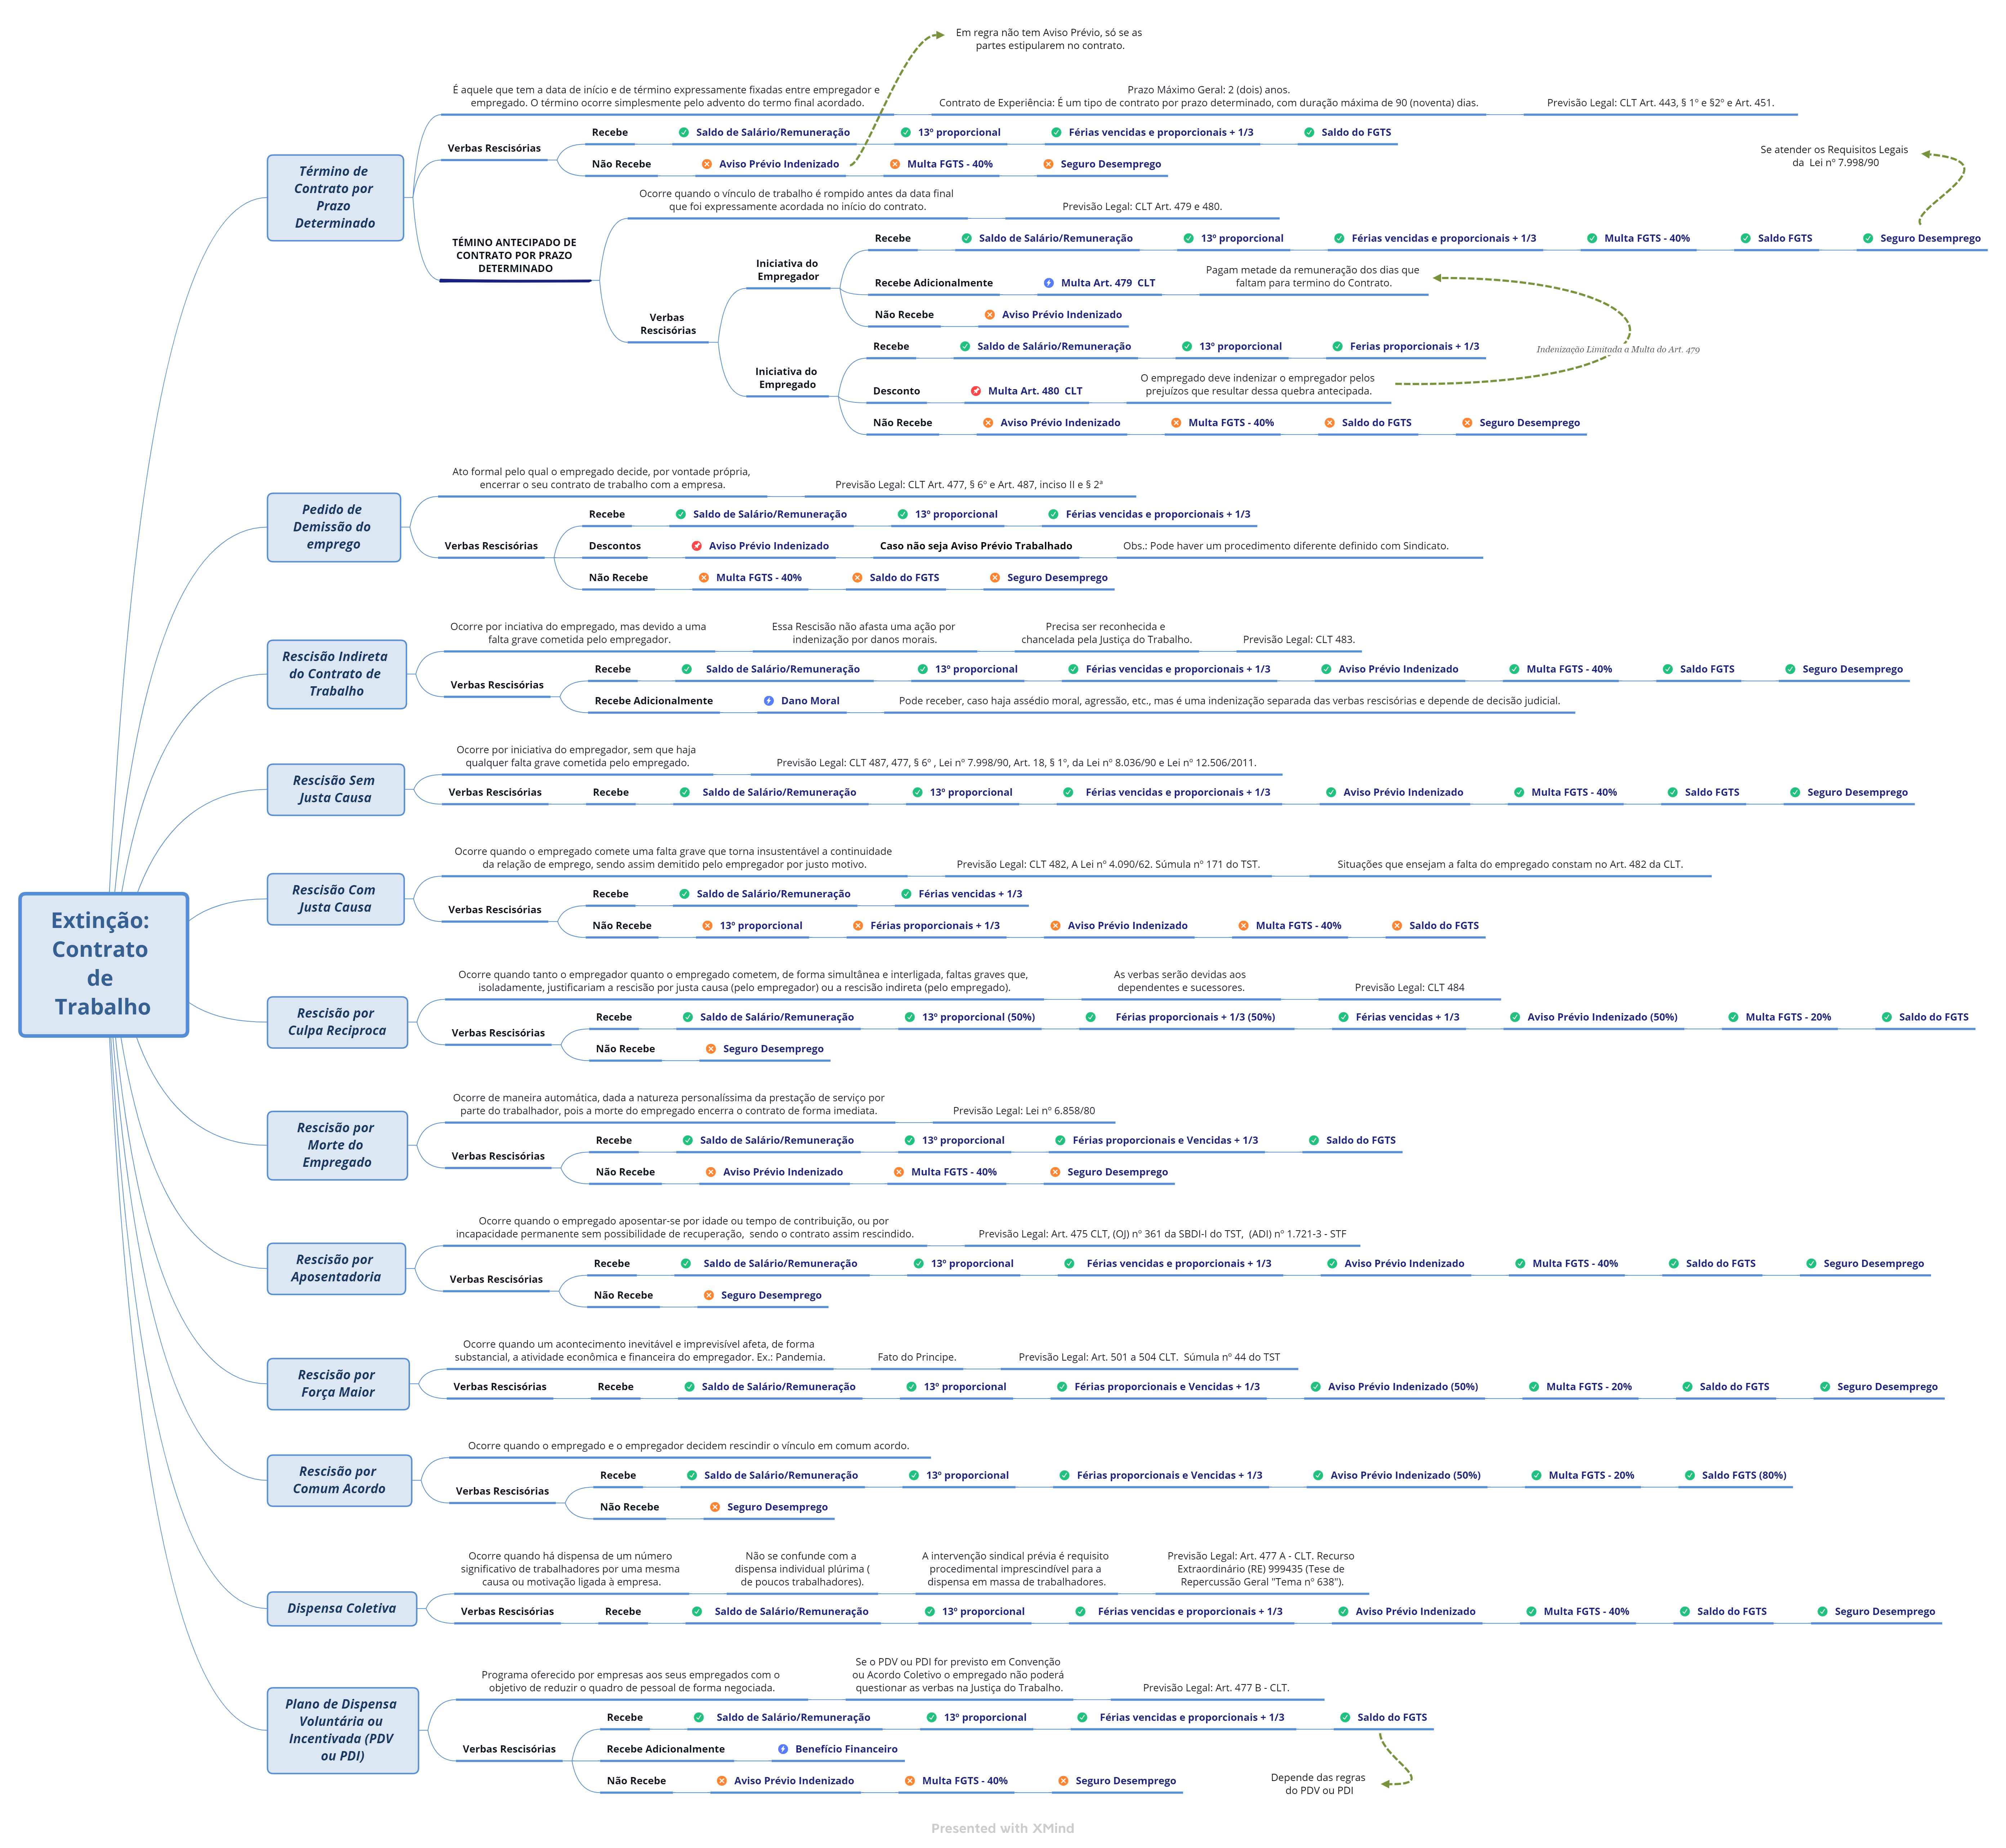 Extinção:
Contrato
de
Trabalho
Término de
Contrato por
Prazo
Determinado
É aquele que tem a data de início e de término expressamente fixadas entre empregador e
empregado. O término ocorre simplesmente pelo advento do termo final acordado.
Prazo Máximo Geral: 2 (dois) anos.
Contrato de Experiência: É um tipo de contrato por prazo determinado, com duração máxima de 90 (noventa) dias.
Previsão Legal: CLT Art. 443, § 1º e §2º e Art. 451.
Verbas Rescisórias
Recebe
Saldo de Salário/Remuneração
13º proporcional
Férias vencidas e proporcionais + 1/3
Saldo do FGTS
Não Recebe
Aviso Prévio Indenizado
Em regra não tem Aviso Prévio, só se as
partes estipularem no contrato.
Multa FGTS - 40%
Seguro Desemprego
TÉMINO ANTECIPADO DE
CONTRATO POR PRAZO
DETERMINADO
Ocorre quando o vínculo de trabalho é rompido antes da data final
que foi expressamente acordada no início do contrato.
Previsão Legal: CLT Art. 479 e 480.
Verbas
Rescisórias
Iniciativa do
Empregador
Recebe
Saldo de Salário/Remuneração
13º proporcional
Férias vencidas e proporcionais + 1/3
Multa FGTS - 40%
Saldo FGTS
Seguro Desemprego
Se atender os Requisitos Legais
da Lei nº 7.998/90
Recebe Adicionalmente
Multa Art. 479 CLT
Pagam metade da remuneração dos dias que
faltam para termino do Contrato.
Não Recebe
Aviso Prévio Indenizado
Iniciativa do
Empregado
Recebe
Saldo de Salário/Remuneração
13º proporcional
Ferias proporcionais + 1/3
Indenização Limitada a Multa do Art. 479
Desconto
Multa Art. 480 CLT
O empregado deve indenizar o empregador pelos
prejuízos que resultar dessa quebra antecipada.
Não Recebe
Aviso Prévio Indenizado
Multa FGTS - 40%
Saldo do FGTS
Seguro Desemprego
Pedido de
Demissão do
emprego
Ato formal pelo qual o empregado decide, por vontade própria,
encerrar o seu contrato de trabalho com a empresa.
Previsão Legal: CLT Art. 477, § 6º e Art. 487, inciso II e § 2ª
Verbas Rescisórias
Recebe
Saldo de Salário/Remuneração
13º proporcional
Férias vencidas e proporcionais + 1/3
Descontos
Aviso Prévio Indenizado
Caso não seja Aviso Prévio Trabalhado
Obs.: Pode haver um procedimento diferente definido com Sindicato.
Não Recebe
Multa FGTS - 40%
Saldo do FGTS
Seguro Desemprego
Rescisão Indireta
do Contrato de
Trabalho
Ocorre por inciativa do empregado, mas devido a uma
falta grave cometida pelo empregador.
Essa Rescisão não afasta uma ação por
indenização por danos morais.
Precisa ser reconhecida e
chancelada pela Justiça do Trabalho.
Previsão Legal: CLT 483.
Verbas Rescisórias
Recebe
Saldo de Salário/Remuneração
13º proporcional
Férias vencidas e proporcionais + 1/3
Aviso Prévio Indenizado
Multa FGTS - 40%
Saldo FGTS
Seguro Desemprego
Recebe Adicionalmente
Dano Moral
Pode receber, caso haja assédio moral, agressão, etc., mas é uma indenização separada das verbas rescisórias e depende de decisão judicial.
Rescisão Sem
Justa Causa
Ocorre por iniciativa do empregador, sem que haja
qualquer falta grave cometida pelo empregado.
Previsão Legal: CLT 487, 477, § 6º , Lei nº 7.998/90, Art. 18, § 1º, da Lei nº 8.036/90 e Lei nº 12.506/2011.
Verbas Rescisórias
Recebe
Saldo de Salário/Remuneração
13º proporcional
Férias vencidas e proporcionais + 1/3
Aviso Prévio Indenizado
Multa FGTS - 40%
Saldo FGTS
Seguro Desemprego
Rescisão Com
Justa Causa
Ocorre quando o empregado comete uma falta grave que torna insustentável a continuidade
da relação de emprego, sendo assim demitido pelo empregador por justo motivo.
Previsão Legal: CLT 482, A Lei nº 4.090/62. Súmula nº 171 do TST.
Situações que ensejam a falta do empregado constam no Art. 482 da CLT.
Verbas Rescisórias
Recebe
Saldo de Salário/Remuneração
Férias vencidas + 1/3
Não Recebe
13º proporcional
Férias proporcionais + 1/3
Aviso Prévio Indenizado
Multa FGTS - 40%
Saldo do FGTS
Rescisão por
Culpa Reciproca
Ocorre quando tanto o empregador quanto o empregado cometem, de forma simultânea e interligada, faltas graves que,
isoladamente, justificariam a rescisão por justa causa (pelo empregador) ou a rescisão indireta (pelo empregado).
As verbas serão devidas aos
dependentes e sucessores.
Previsão Legal: CLT 484
Verbas Rescisórias
Recebe
Saldo de Salário/Remuneração
13º proporcional (50%)
Férias proporcionais + 1/3 (50%)
Férias vencidas + 1/3
Aviso Prévio Indenizado (50%)
Multa FGTS - 20%
Saldo do FGTS
Não Recebe
Seguro Desemprego
Rescisão por
Morte do
Empregado
Ocorre de maneira automática, dada a natureza personalíssima da prestação de serviço por
parte do trabalhador, pois a morte do empregado encerra o contrato de forma imediata.
Previsão Legal: Lei nº 6.858/80
Verbas Rescisórias
Recebe
Saldo de Salário/Remuneração
13º proporcional
Férias proporcionais e Vencidas + 1/3
Saldo do FGTS
Não Recebe
Aviso Prévio Indenizado
Multa FGTS - 40%
Seguro Desemprego
Rescisão por
Aposentadoria
Ocorre quando o empregado aposentar-se por idade ou tempo de contribuição, ou por
incapacidade permanente sem possibilidade de recuperação, sendo o contrato assim rescindido.
Previsão Legal: Art. 475 CLT, (OJ) nº 361 da SBDI-I do TST, (ADI) nº 1.721-3 - STF
Verbas Rescisórias
Recebe
Saldo de Salário/Remuneração
13º proporcional
Férias vencidas e proporcionais + 1/3
Aviso Prévio Indenizado
Multa FGTS - 40%
Saldo do FGTS
Seguro Desemprego
Não Recebe
Seguro Desemprego
Rescisão por
Força Maior
Ocorre quando um acontecimento inevitável e imprevisível afeta, de forma
substancial, a atividade econômica e financeira do empregador. Ex.: Pandemia.
Fato do Principe.
Previsão Legal: Art. 501 a 504 CLT. Súmula nº 44 do TST
Verbas Rescisórias
Recebe
Saldo de Salário/Remuneração
13º proporcional
Férias proporcionais e Vencidas + 1/3
Aviso Prévio Indenizado (50%)
Multa FGTS - 20%
Saldo do FGTS
Seguro Desemprego
Rescisão por
Comum Acordo
Ocorre quando o empregado e o empregador decidem rescindir o vínculo em comum acordo.
Verbas Rescisórias
Recebe
Saldo de Salário/Remuneração
13º proporcional
Férias proporcionais e Vencidas + 1/3
Aviso Prévio Indenizado (50%)
Multa FGTS - 20%
Saldo FGTS (80%)
Não Recebe
Seguro Desemprego
Dispensa Coletiva
Ocorre quando há dispensa de um número
significativo de trabalhadores por uma mesma
causa ou motivação ligada à empresa.
Não se confunde com a
dispensa individual plúrima (
de poucos trabalhadores).
A intervenção sindical prévia é requisito
procedimental imprescindível para a
dispensa em massa de trabalhadores.
Previsão Legal: Art. 477 A - CLT. Recurso
Extraordinário (RE) 999435 (Tese de
Repercussão Geral "Tema nº 638").
Verbas Rescisórias
Recebe
Saldo de Salário/Remuneração
13º proporcional
Férias vencidas e proporcionais + 1/3
Aviso Prévio Indenizado
Multa FGTS - 40%
Saldo do FGTS
Seguro Desemprego
Plano de Dispensa
Voluntária ou
Incentivada (PDV
ou PDI)
Programa oferecido por empresas aos seus empregados com o
objetivo de reduzir o quadro de pessoal de forma negociada.
Se o PDV ou PDI for previsto em Convenção
ou Acordo Coletivo o empregado não poderá
questionar as verbas na Justiça do Trabalho.
Previsão Legal: Art. 477 B - CLT.
Verbas Rescisórias
Recebe
Saldo de Salário/Remuneração
13º proporcional
Férias vencidas e proporcionais + 1/3
Saldo do FGTS
Recebe Adicionalmente
Benefício Financeiro
Não Recebe
Aviso Prévio Indenizado
Multa FGTS - 40%
Seguro Desemprego
Depende das regras
do PDV ou PDI
Presented with XMind